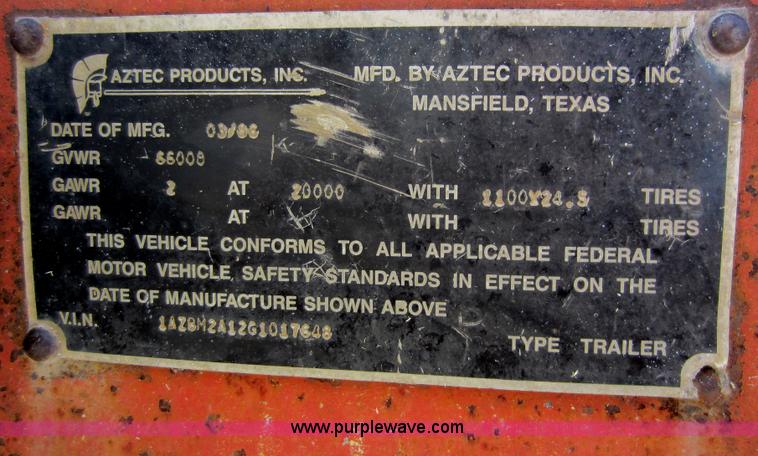 AZTEC PRODUCTS, INC. MFD. BY AZTEC PRODUCTS, INC.
MANSFIELD, TEXAS
DATE OF MFG. 03/86
GVWR
GAWR 2 AT 20000 WITH 1100X24.5 TIRES
GAWR AT WITH TIRES
THIS VEHICLE CONFORMS TO ALL APPLICABLE FEDERAL
MOTOR VEHICLE SAFETY STANDARDS IN EFFECT ON THE
DATE OF MANUFACTURE SHOWN ABOVE
V.I.N.
TYPE TRAILER
www.purplewave.com